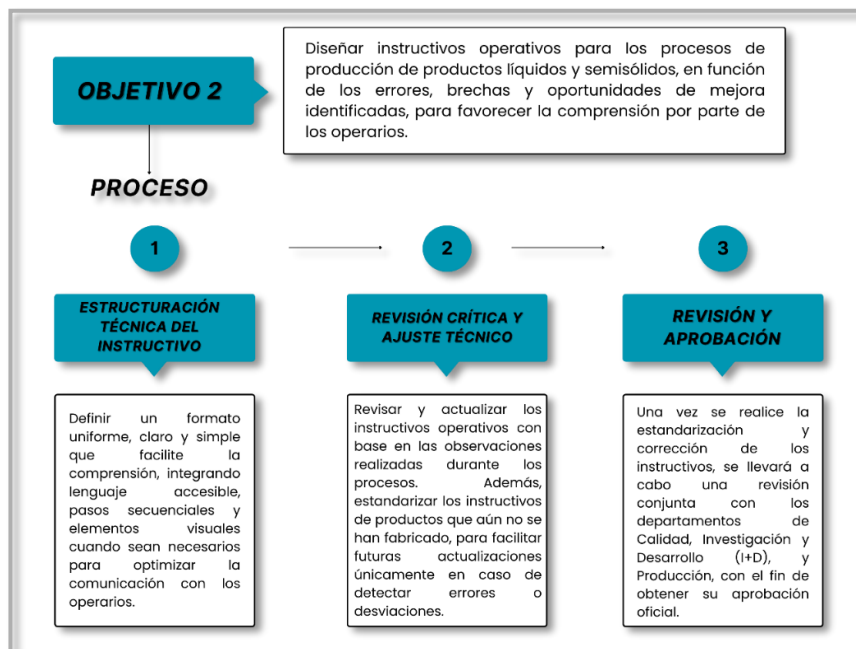 OBJETIVO 2
Diseñar instructivos operativos para los procesos de
producción de productos líquidos y semisólidos, en función
de los errores, brechas y oportunidades de mejora
identificadas, para favorecer la comprensión por parte de
los operarios.
PROCESO
1
2
3
ESTRUCTURACIÓN
TÉCNICA DEL
INSTRUCTIVO
Definir un formato
uniforme, claro y simple
que facilite la
comprensión, integrando
lenguaje accesible,
pasos secuenciales y
elementos visuales
cuando sean necesarios
para optimizar la
comunicación con los
operarios.
REVISIÓN CRÍTICA Y
AJUSTE TÉCNICO
Revisar y actualizar los
instructivos operativos con
base en las observaciones
realizadas durante los
procesos. Además,
estandarizar los instructivos
de productos que aún no se
han fabricado, para facilitar
futuras actualizaciones
únicamente en caso de
detectar errores o
desviaciones.
REVISIÓN Y
APROBACIÓN
Una vez se realice la
estandarización y
corrección de los
instructivos, se llevará a
cabo una revisión
conjunta con los
departamentos de
Calidad, Investigación y
Desarrollo (I+D), y
Producción, con el fin de
obtener su aprobación
oficial.